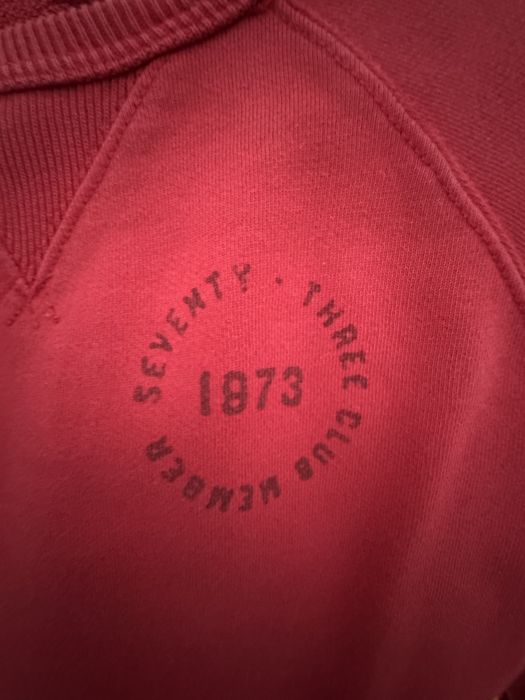 SEVENTY · THREE CLUB MEMBER
1873